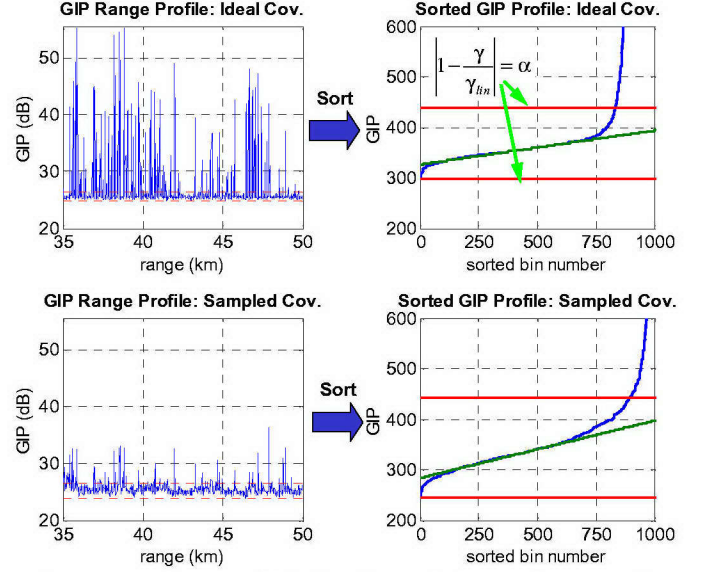 GIP Range Profile: Ideal Cov.
Sorted GIP Profile: Ideal Cov.
GIP (dB)
50
40
30
20
35
40
45
50
range (km)
Sort
GIP
600
500
400
300
200
0
250
500
750
1000
sorted bin number
|1-γ/γlin|=α
GIP Range Profile: Sampled Cov.
Sorted GIP Profile: Sampled Cov.
GIP (dB)
50
40
30
20
35
40
45
50
range (km)
Sort
GIP
600
500
400
300
200
0
250
500
750
1000
sorted bin number